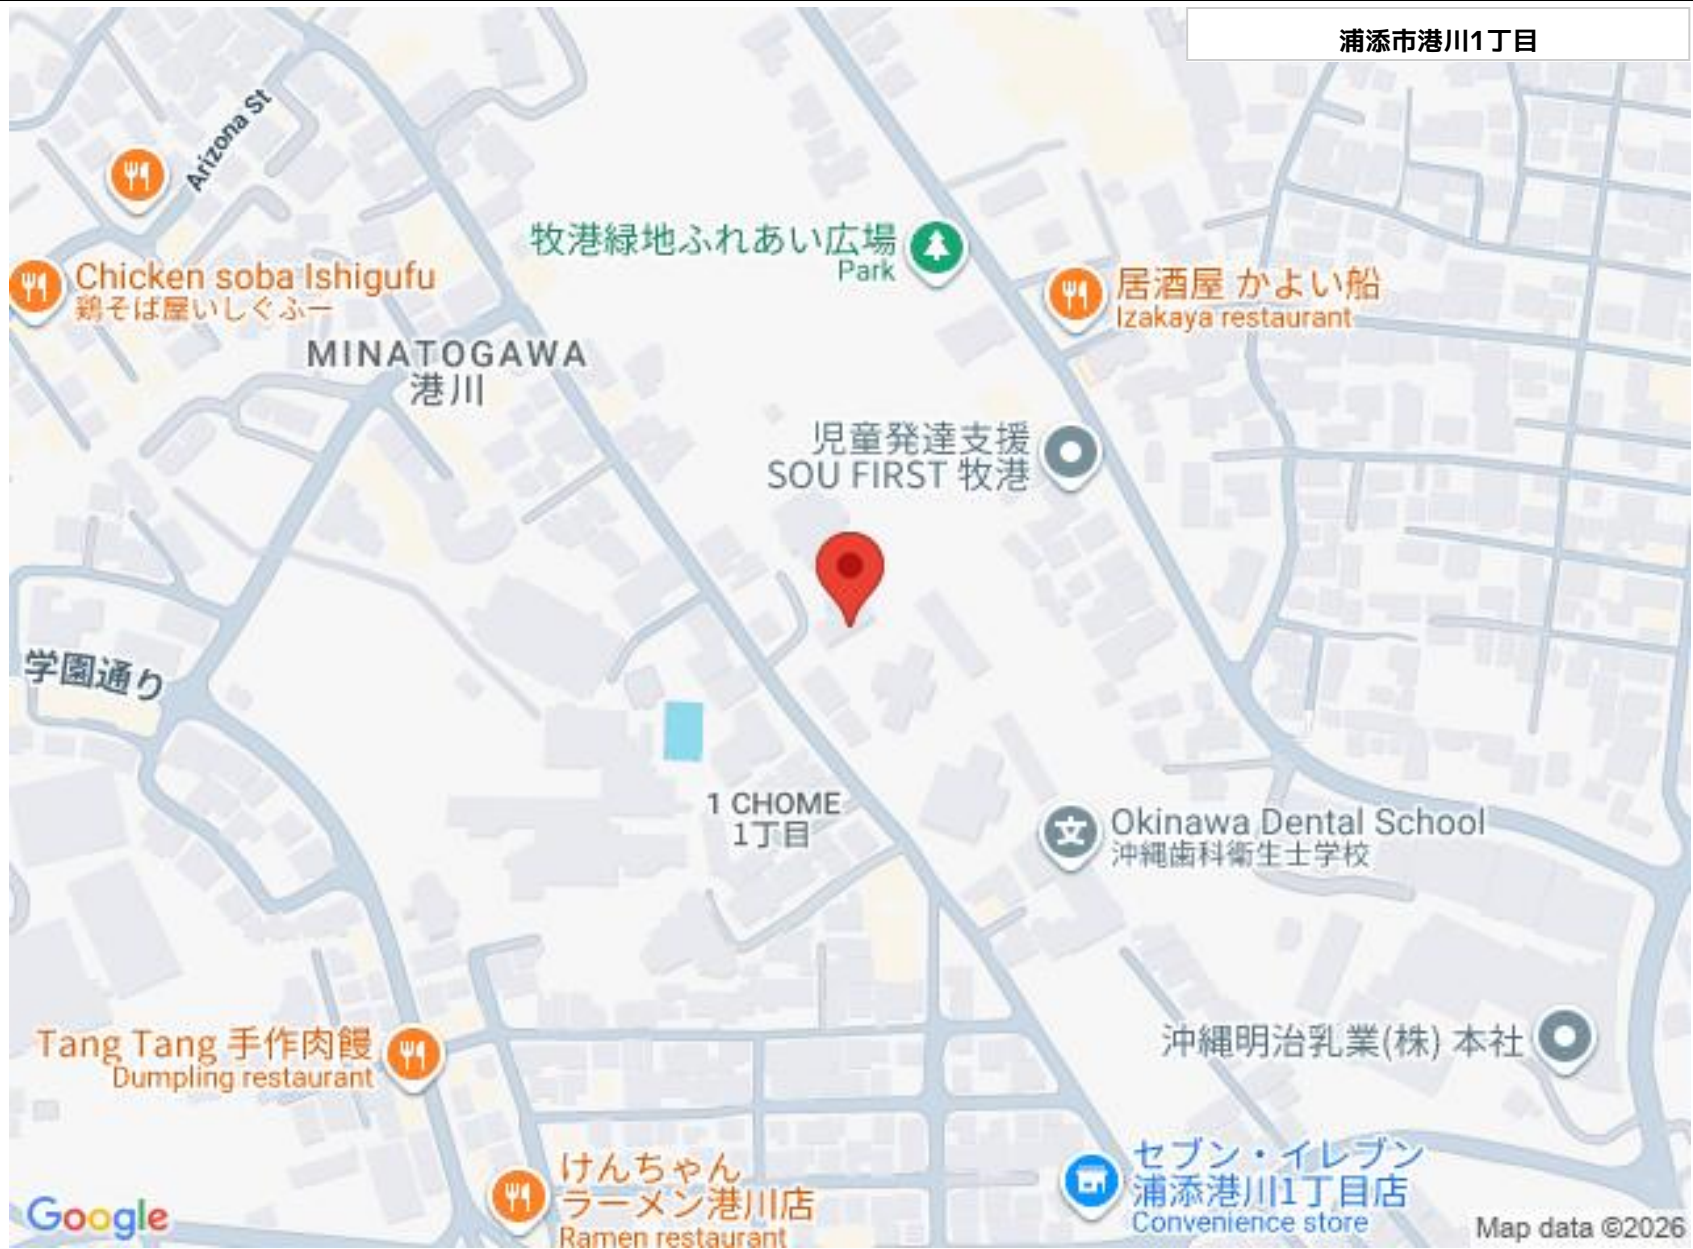 浦添市港川1丁目
Arizona St
牧港緑地ふれあい広場
Park
Chicken soba Ishigufu
鶏そば屋いしぐふー
居酒屋 かよい船
Izakaya restaurant
MINATOGAWA
港川
児童発達支援
SOU FIRST 牧港
学園通り
1 CHOME
1丁目
Okinawa Dental School
沖縄歯科衛生士学校
Tang Tang 手作肉饅
Dumpling restaurant
沖縄明治乳業(株) 本社
けんちゃん
ラーメン港川店
Ramen restaurant
セブン・イレブン
浦添港川1丁目店
Convenience store
Google
Map data ©2026